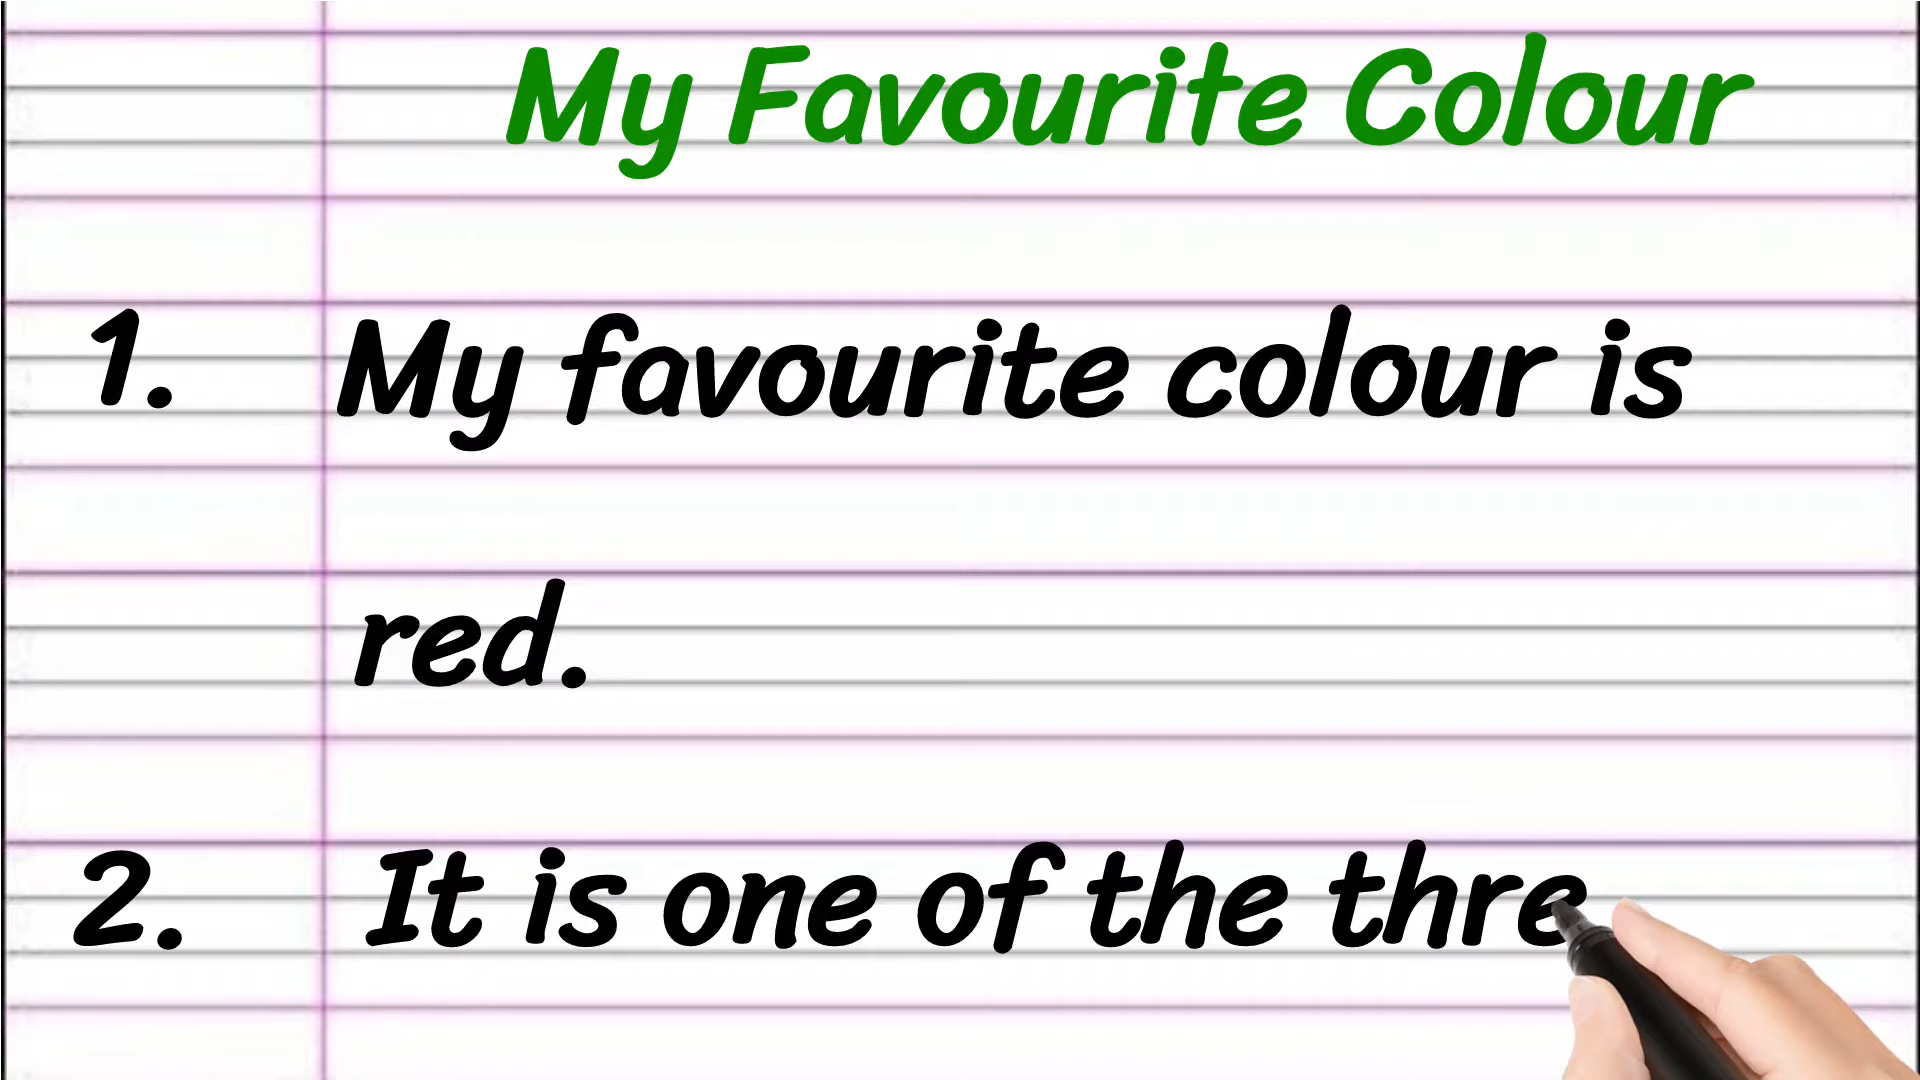 My Favourite Colour
1. My favourite colour is
red.
2. It is one of the thre